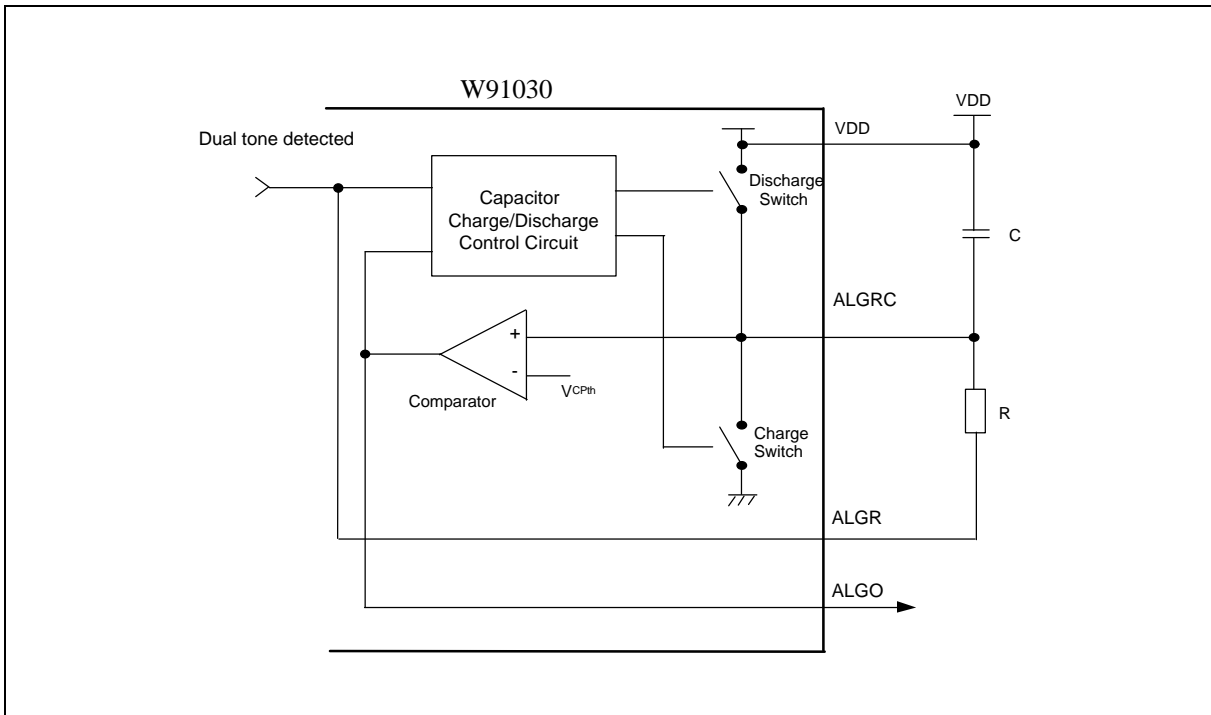 W91030
VDD
VDD
Dual tone detected
Discharge
Switch
Capacitor
Charge/Discharge
Control Circuit
C
ALGRC
+
-
VCPth
Comparator
R
Charge
Switch
ALGR
ALGO